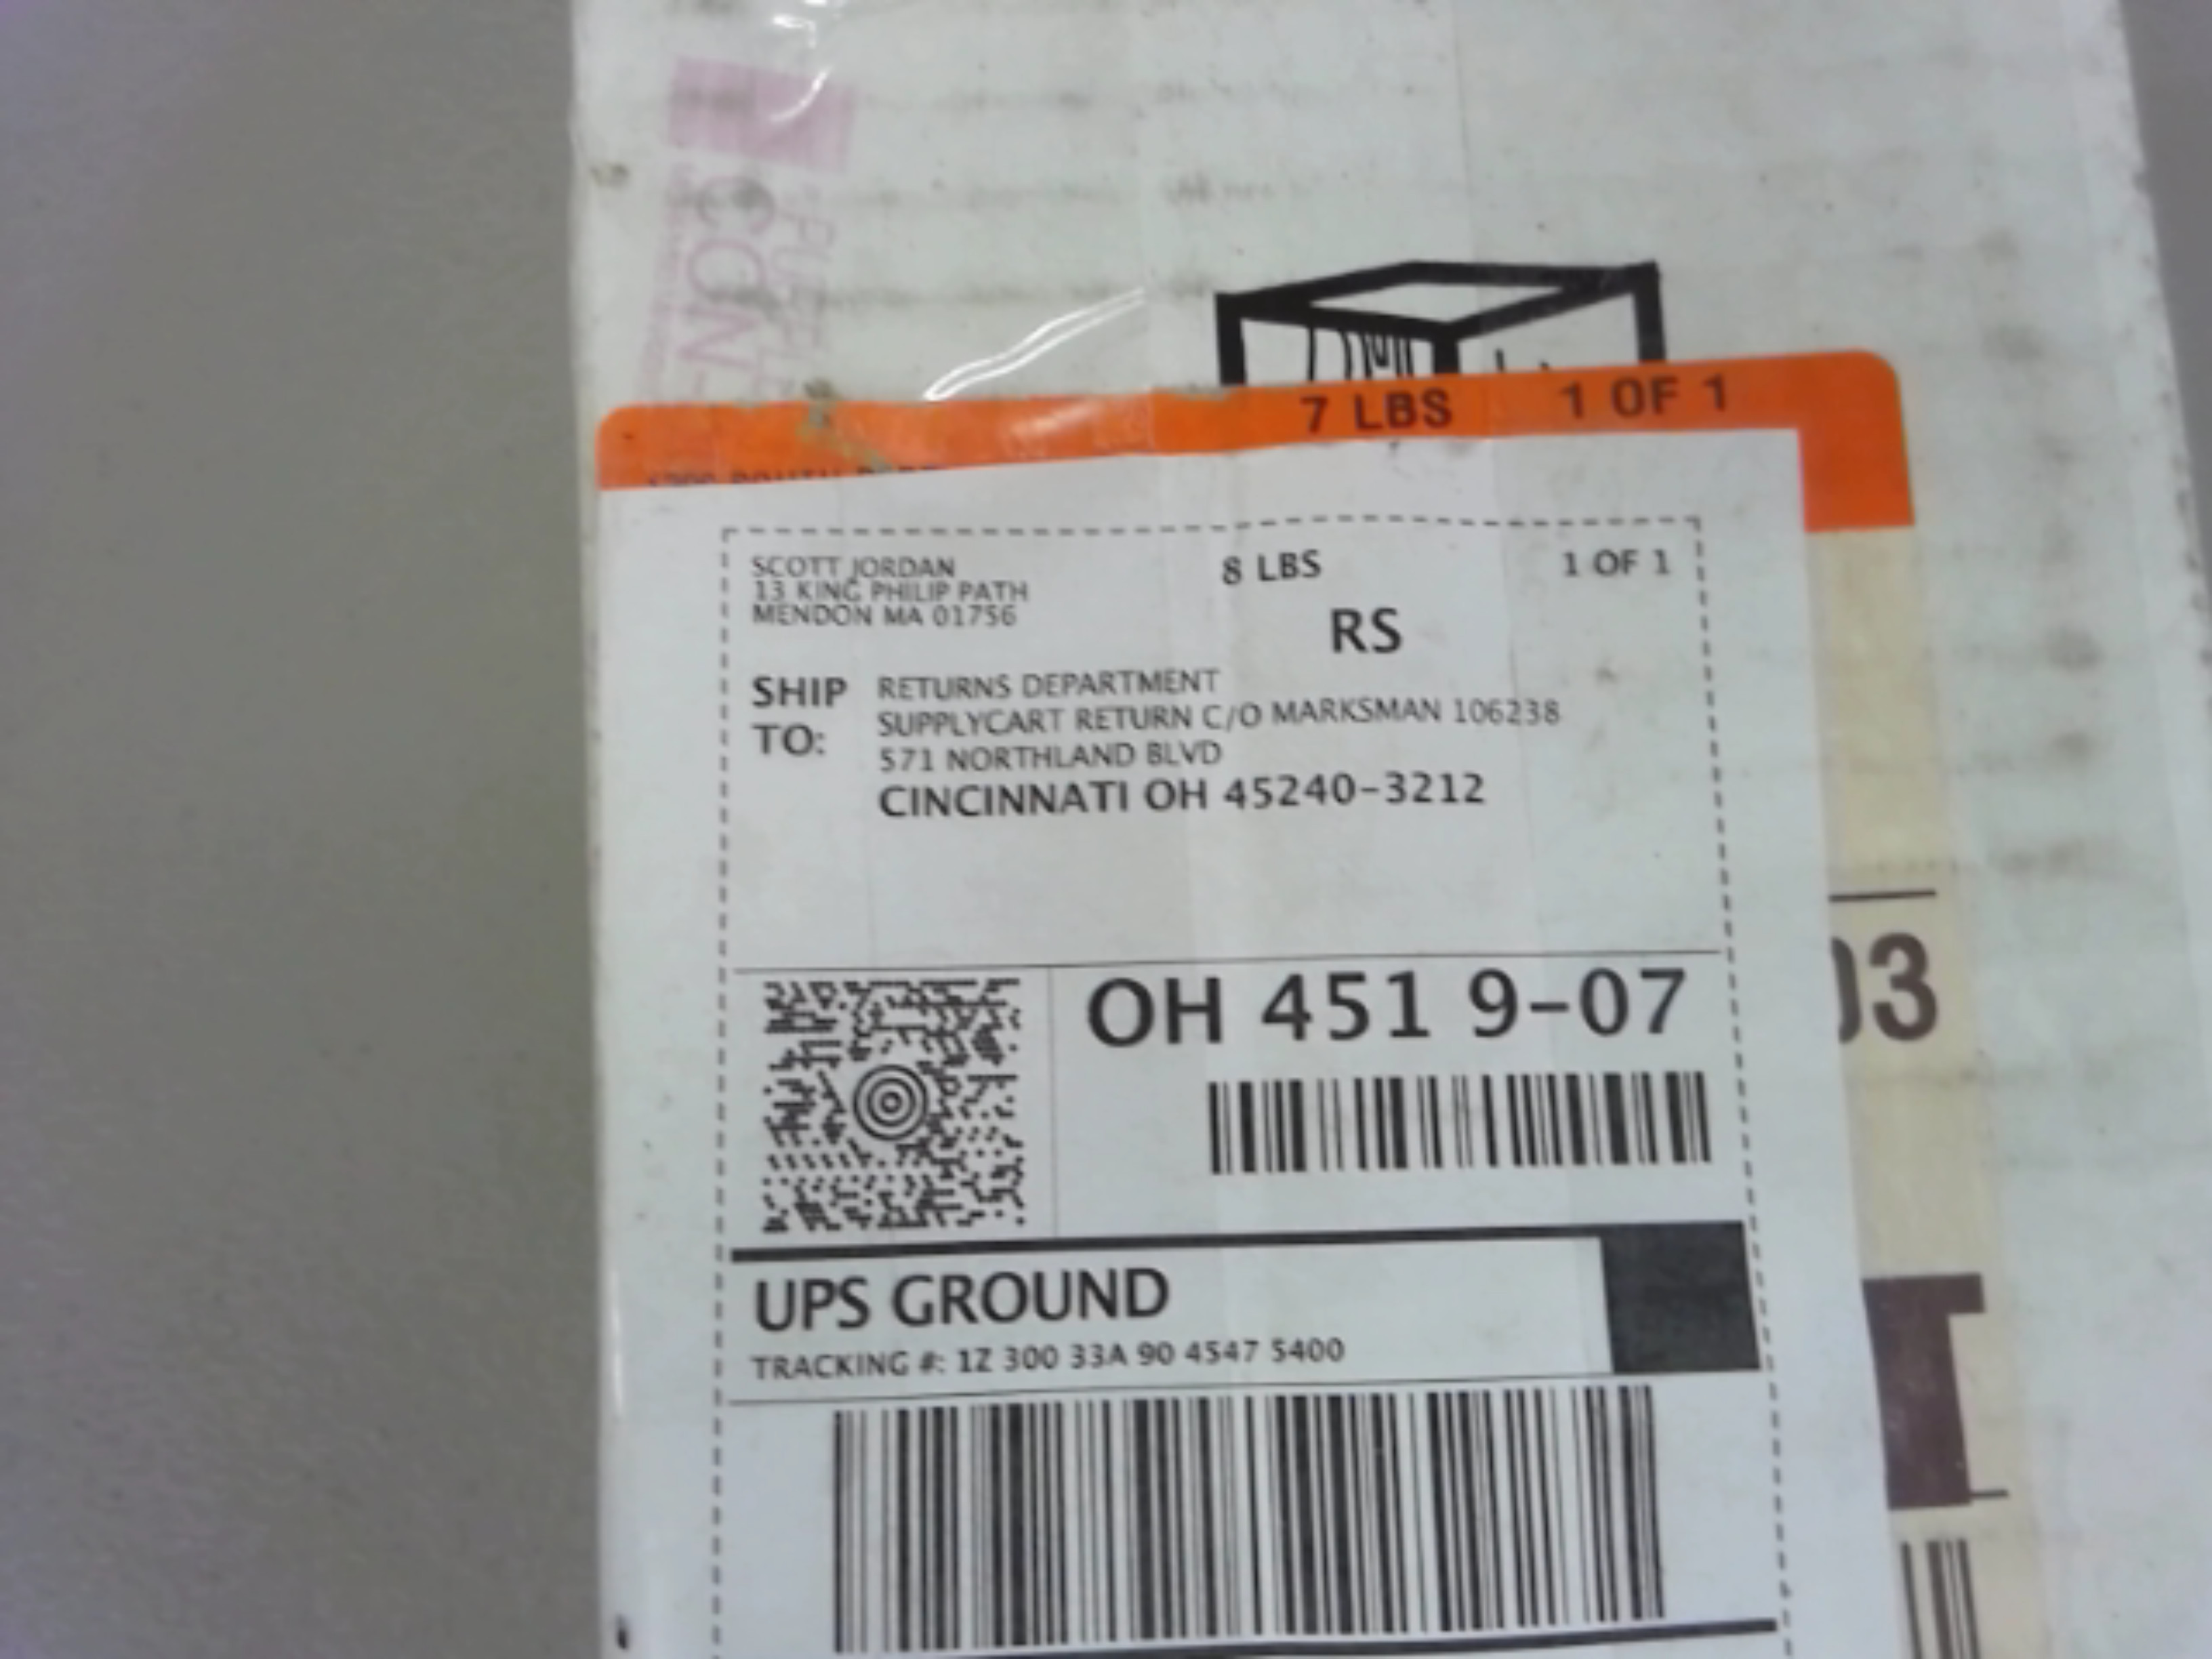 CON-
7 LBS 1 OF 1
SCOTT JORDAN 8 LBS 1 OF 1
13 KING PHILIP PATH
MENDON MA 01756
RS
SHIP TO: RETURNS DEPARTMENT
SUPPLYCART RETURN C/O MARKSMAN 106238
571 NORTHLAND BLVD
CINCINNATI OH 45240-3212
OH 451 9-07
03
UPS GROUND
TRACKING #: 1Z 300 33A 90 4547 5400